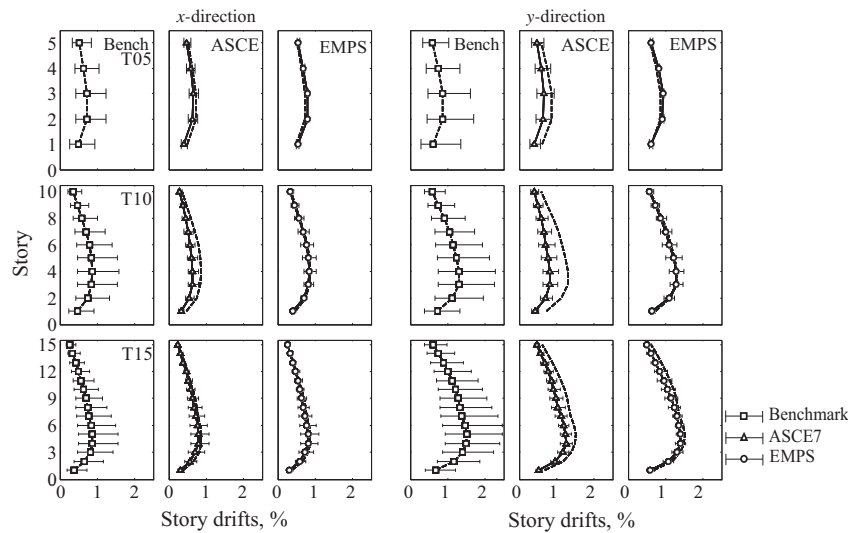 x-direction y-direction
5 Bench ASCE EMPS Bench ASCE EMPS
T05
4
3
2
1
0
10 T10
8
6
4
2
0
Story
15 T15
12
9
6
3
0
0 1 2 0 1 2 0 1 2 0 1 2 0 1 2 0 1 2
Story drifts, % Story drifts, %
Benchmark
ASCE7
EMPS